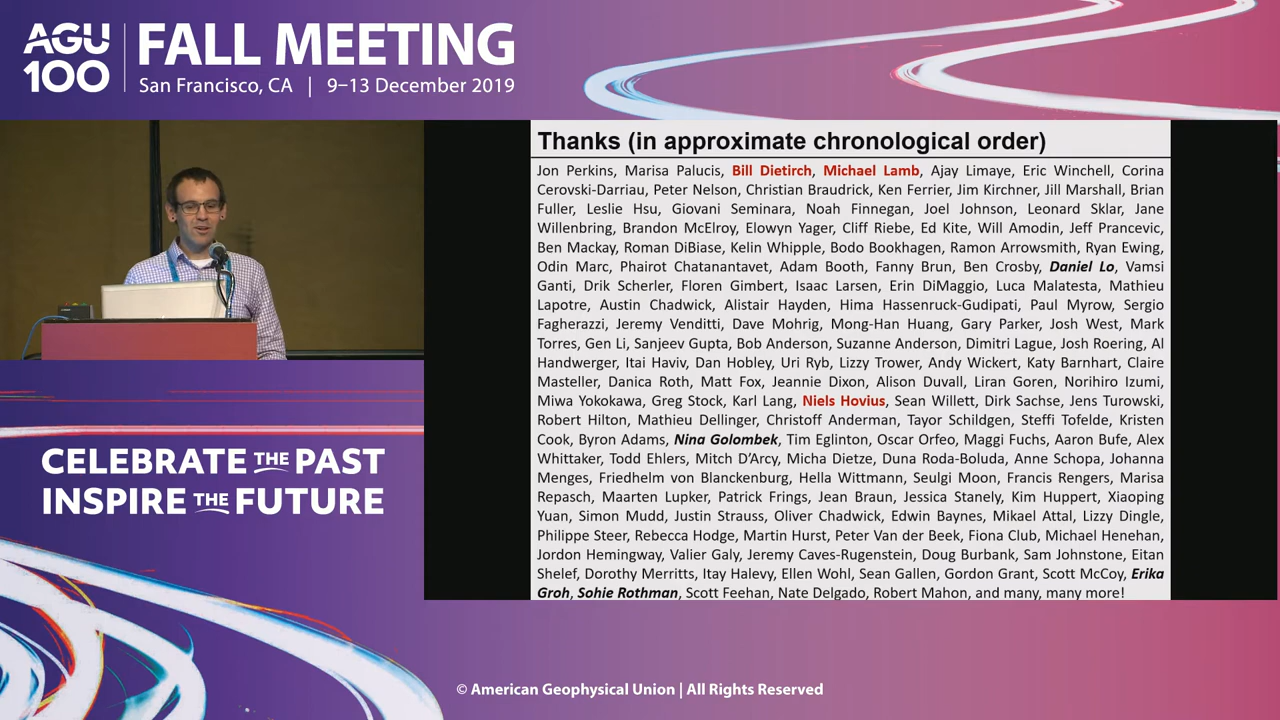 AGU
100
FALL MEETING
San Francisco, CA | 9–13 December 2019
Thanks (in approximate chronological order)
Jon Perkins, Marisa Palucis, Bill Dietirch, Michael Lamb, Ajay Limaye, Eric Winchell, Corina
Cerovski-Darriau, Peter Nelson, Christian Braudrick, Ken Ferrier, Jim Kirchner, Jill Marshall, Brian
Fuller, Leslie Hsu, Giovani Seminara, Noah Finnegan, Joel Johnson, Leonard Sklar, Jane
Willenbring, Brandon McElroy, Elowyn Yager, Cliff Riebe, Ed Kite, Will Amodin, Jeff Prancevic,
Ben Mackay, Roman DiBiase, Kelin Whipple, Bodo Bookhagen, Ramon Arrowsmith, Ryan Ewing,
Odin Marc, Phairot Chatanantavet, Adam Booth, Fanny Brun, Ben Crosby, Daniel Lo, Vamsi
Ganti, Drik Scherler, Floren Gimbert, Isaac Larsen, Erin DiMaggio, Luca Malatesta, Mathieu
Lapotre, Austin Chadwick, Alistair Hayden, Hima Hassenruck-Gudipati, Paul Myrow, Sergio
Fagherazzi, Jeremy Venditti, Dave Mohrig, Mong-Han Huang, Gary Parker, Josh West, Mark
Torres, Gen Li, Sanjeev Gupta, Bob Anderson, Suzanne Anderson, Dimitri Lague, Josh Roering, Al
Handwerger, Itai Haviv, Dan Hobley, Uri Ryb, Lizzy Trower, Andy Wickert, Katy Barnhart, Claire
Masteller, Danica Roth, Matt Fox, Jeannie Dixon, Alison Duvall, Liran Goren, Norihiro Izumi,
Miwa Yokokawa, Greg Stock, Karl Lang, Niels Hovius, Sean Willett, Dirk Sachse, Jens Turowski,
Robert Hilton, Mathieu Dellinger, Christoff Anderman, Tayor Schildgen, Steffi Tofelde, Kristen
Cook, Byron Adams, Nina Golombek, Tim Eglinton, Oscar Orfeo, Maggi Fuchs, Aaron Bufe, Alex
Whittaker, Todd Ehlers, Mitch D’Arcy, Micha Dietze, Duna Roda-Boluda, Anne Schopa, Johanna
Menges, Friedhelm von Blanckenburg, Hella Wittmann, Seulgi Moon, Francis Rengers, Marisa
Repasch, Maarten Lupker, Patrick Frings, Jean Braun, Jessica Stanely, Kim Huppert, Xiaoping
Yuan, Simon Mudd, Justin Strauss, Oliver Chadwick, Edwin Baynes, Mikael Attal, Lizzy Dingle,
Philippe Steer, Rebecca Hodge, Martin Hurst, Peter Van der Beek, Fiona Club, Michael Henehan,
Jordon Hemingway, Valier Galy, Jeremy Caves-Rugenstein, Doug Burbank, Sam Johnstone, Eitan
Shelef, Dorothy Merritts, Itay Halevy, Ellen Wohl, Sean Gallen, Gordon Grant, Scott McCoy, Erika
Groh, Sohie Rothman, Scott Feehan, Nate Delgado, Robert Mahon, and many, many more!
CELEBRATE THE PAST
INSPIRE THE FUTURE
© American Geophysical Union | All Rights Reserved